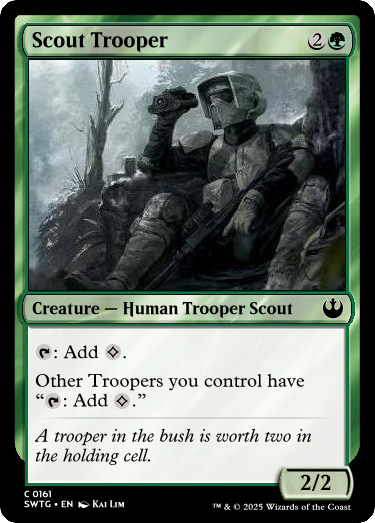 Scout Trooper 2
Creature — Human Trooper Scout
: Add .
Other Troopers you control have
“: Add .”
A trooper in the bush is worth two in
the holding cell.
2/2
C 0161
SWTG • EN Kai Lim
™ & © 2025 Wizards of the Coast